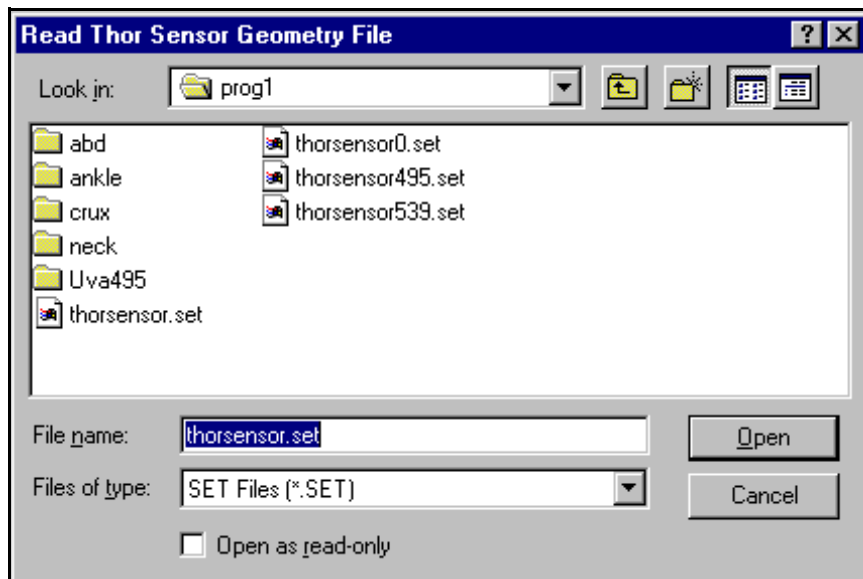 Read Thor Sensor Geometry File
Look in: prog1
abd
ankle
crux
neck
Uva495
thorsensor.set
thorsensor0.set
thorsensor495.set
thorsensor539.set
File name: thorsensor.set
Open
Files of type: SET Files (*.SET)
Cancel
Open as read-only